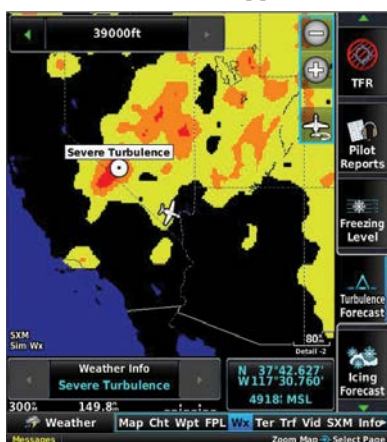 39000ft
TFR
Severe Turbulence
Pilot
Reports
Freezing
Level
Turbulence
Forecast
SXM
Sim Wx
80
Detail -2
Weather Info
Severe Turbulence
N 37°42.627'
W117°30.760'
4918 MSL
Icing
Forecast
300 149.8
Weather Map Cht Wpt FPL Wx Ter Trf Vid SXM Info
Messages Zoom Map Select Page